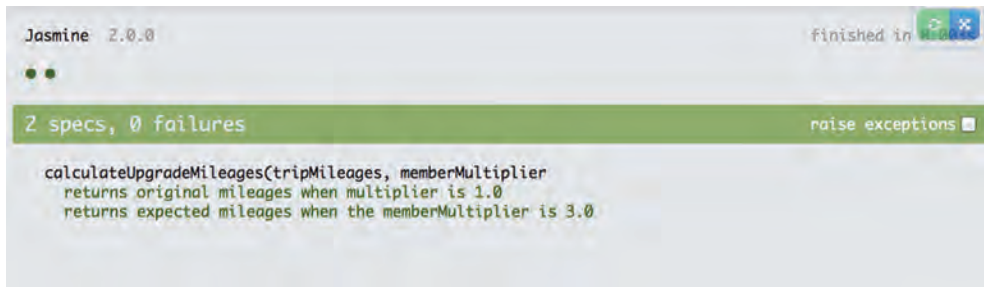 Jasmine 2.0.0
finished in
2 specs, 0 failures
raise exceptions
calculateUpgradeMileages(tripMileages, memberMultiplier
returns original mileages when multiplier is 1.0
returns expected mileages when the memberMultiplier is 3.0